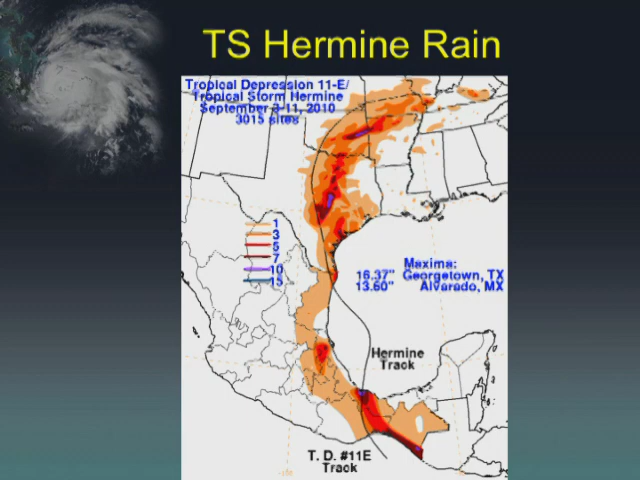 TS Hermine Rain
Tropical Depression 11-E/
Tropical Storm Hermine
September 3-11, 2010
3015 sites
1
3
5
7
10
15
Maxima:
16.37" Georgetown, TX
13.60" Alvarado, MX
Hermine
Track
T. D. #11E
Track